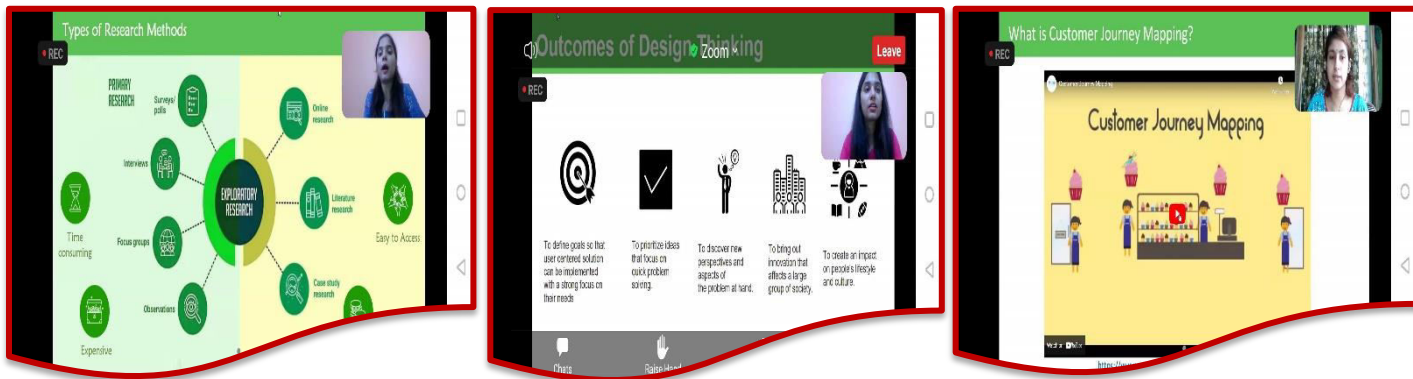 Types of Research Methods
REC
PRIMARY
RESEARCH
Surveys/
polls
Interviews
Focus groups
Observations
EXPLORATORY
RESEARCH
Online
research
Literature
research
Case study
research
Time
consuming
Expensive
Easy to Access
Outcomes of Design Thinking
Zoom
Leave
REC
To define goals so that
user centered solution
can be implemented
with a strong focus on
their needs
To prioritize ideas
that focus on
quick problem
solving.
To discover new
perspectives and
aspects of
the problem at hand.
To bring out
innovation that
affects a large
group of society.
To create an impact
on people's lifestyle
and culture.
Chats
Raise Hand
What is Customer Journey Mapping?
REC
Customer Journey Mapping
Customer Journey Mapping
YouTube